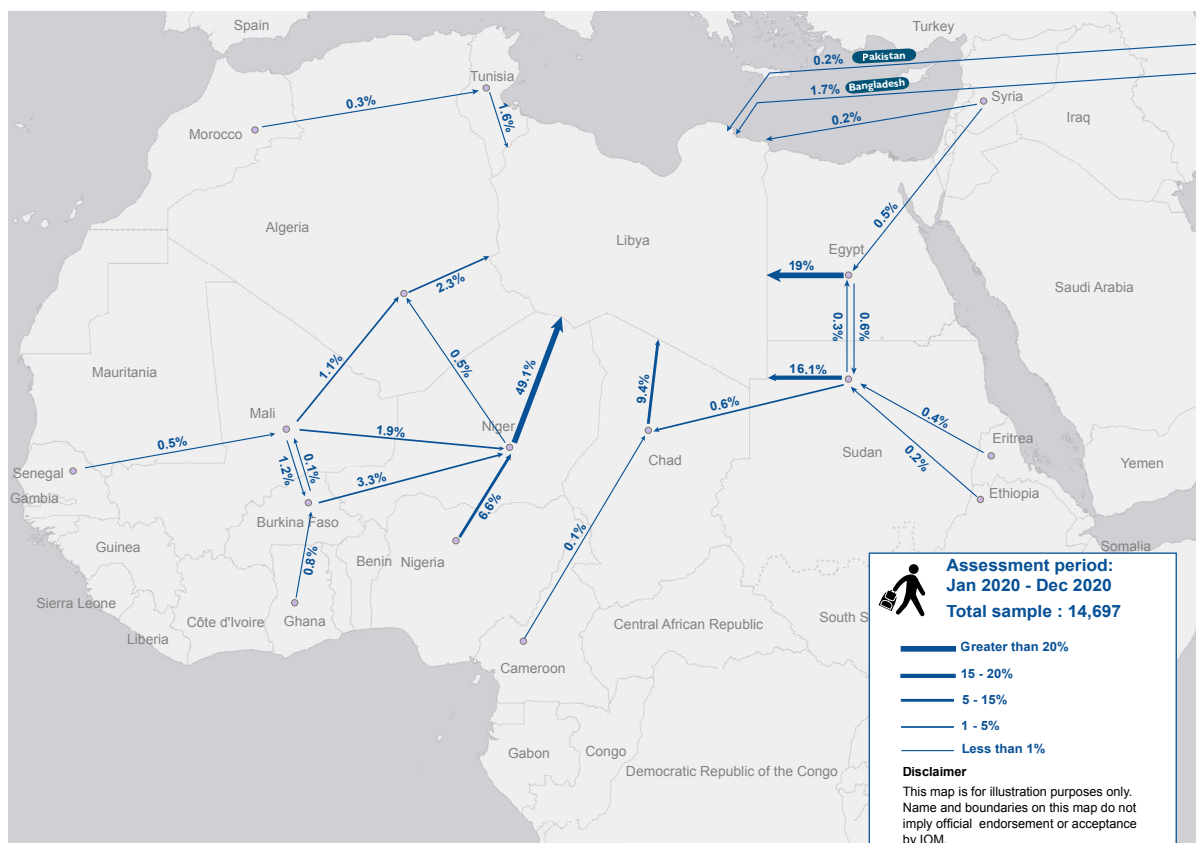 Spain
Turkey
0.2% Pakistan
Tunisia
1.7% Bangladesh
Syria
0.3%
1.6%
0.2%
Iraq
Morocco
0.5%
Algeria
Libya
Egypt
19%
2.3%
Saudi Arabia
0.3%
0.6%
1.1%
0.5%
49.1%
Mauritania
16.1%
9.4%
0.6%
Mali
0.4%
Niger
1.9%
0.5%
Eritrea
Chad
Sudan
0.2%
Yemen
Senegal
1.2%
0.1%
3.3%
Gambia
6.6%
Ethiopia
Burkina Faso
Guinea
0.1%
Somalia
Benin
Nigeria
0.8%
Sierra Leone
Côte d'Ivoire
Ghana
Liberia
Central African Republic
South S
Cameroon
Gabon
Congo
Democratic Republic of the Congo
Assessment period:
Jan 2020 - Dec 2020
Total sample : 14,697
Greater than 20%
15 - 20%
5 - 15%
1 - 5%
Less than 1%
Disclaimer
This map is for illustration purposes only.
Name and boundaries on this map do not
imply official endorsement or acceptance
by IOM.